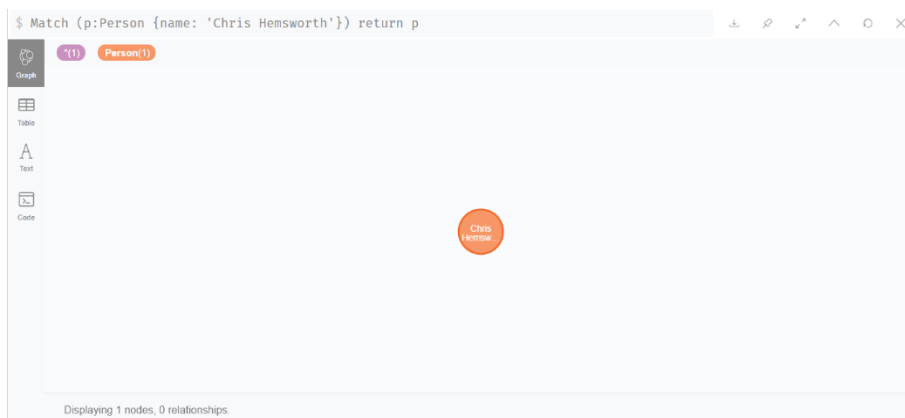 $ Match (p:Person {name: 'Chris Hemsworth'}) return p
*(1) Person(1)
Graph
Table
Text
Code
Chris
Hemsw...
Displaying 1 nodes, 0 relationships.